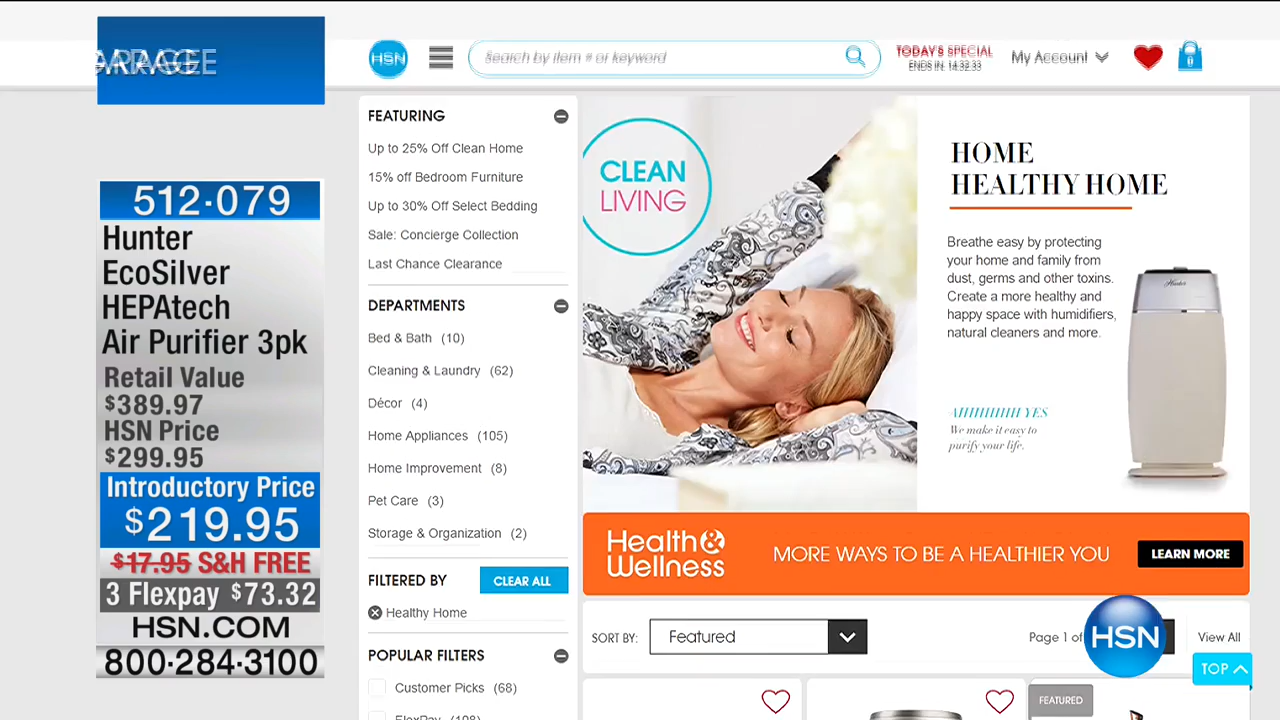 HSN
Search by item # or keyword
TODAY'S SPECIAL
ENDS IN: 14:32:33
My Account
512-079
Hunter
EcoSilver
HEPAtech
Air Purifier 3pk
Retail Value
$389.97
HSN Price
$299.95
Introductory Price
$219.95
$17.95 S&H FREE
3 Flexpay $73.32
HSN.COM
800-284-3100
FEATURING
Up to 25% Off Clean Home
15% off Bedroom Furniture
Up to 30% Off Select Bedding
Sale: Concierge Collection
Last Chance Clearance
DEPARTMENTS
Bed & Bath (10)
Cleaning & Laundry (62)
Décor (4)
Home Appliances (105)
Home Improvement (8)
Pet Care (3)
Storage & Organization (2)
FILTERED BY
CLEAR ALL
Healthy Home
POPULAR FILTERS
Customer Picks (68)
FlexPay (108)
CLEAN
LIVING
HOME
HEALTHY HOME
Breathe easy by protecting
your home and family from
dust, germs and other toxins.
Create a more healthy and
happy space with humidifiers,
natural cleaners and more.
Hunter
AHHHHHH YES
We make it easy to
purify your life.
Health &
Wellness
MORE WAYS TO BE A HEALTHIER YOU
LEARN MORE
SORT BY:
Featured
Page 1 of
HSN
View All
TOP
FEATURED